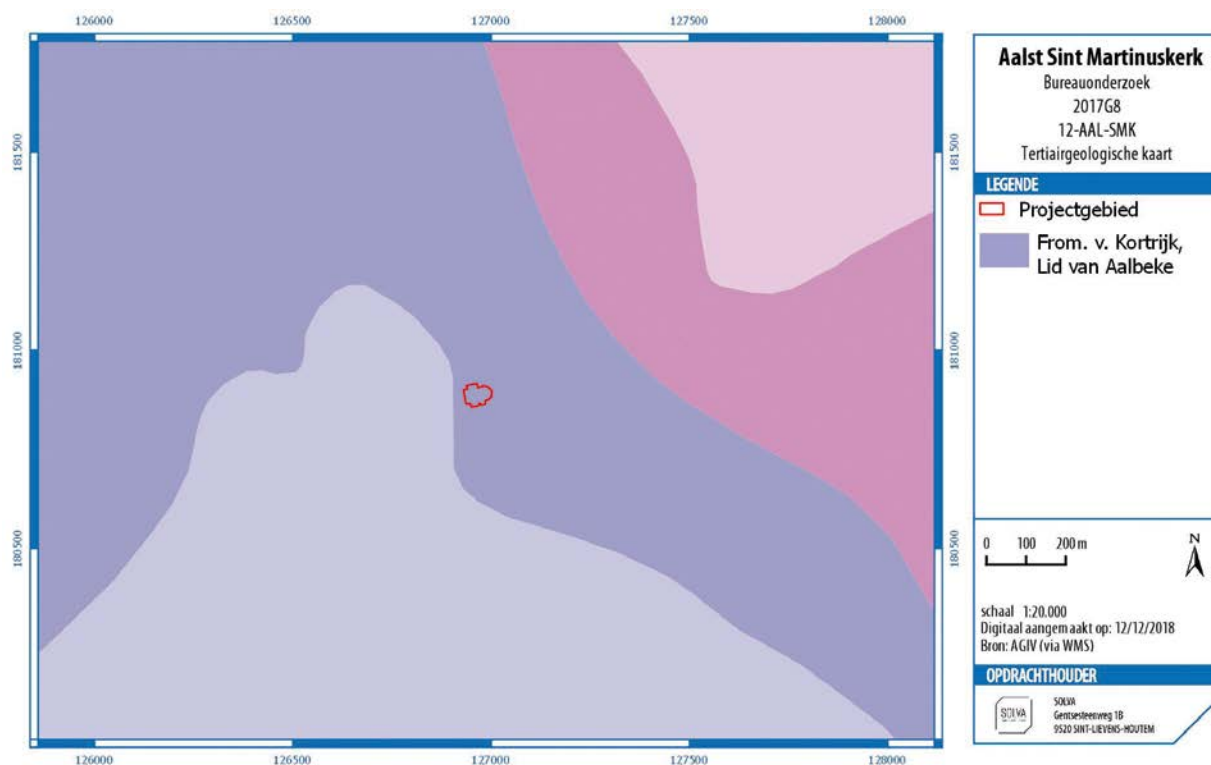 126000 126500 127000 127500 128000
181500 181500
181000 181000
180500 180500
126000 126500 127000 127500 128000
Aalst Sint Martinuskerk
Bureauonderzoek
2017G8
12-AAL-SMK
Tertiairgeologische kaart
LEGENDE
Projectgebied
From. v. Kortrijk,
Lid van Aalbeke
0 100 200 m
N
schaal 1:20.000
Digitaal aangemaakt op: 12/12/2018
Bron: AGIV (via WMS)
OPDRACHTHOUDER
SOLVA
SOLVA
Gentsesteenweg 1B
9520 SINT-LIEVENS-HOUTEM